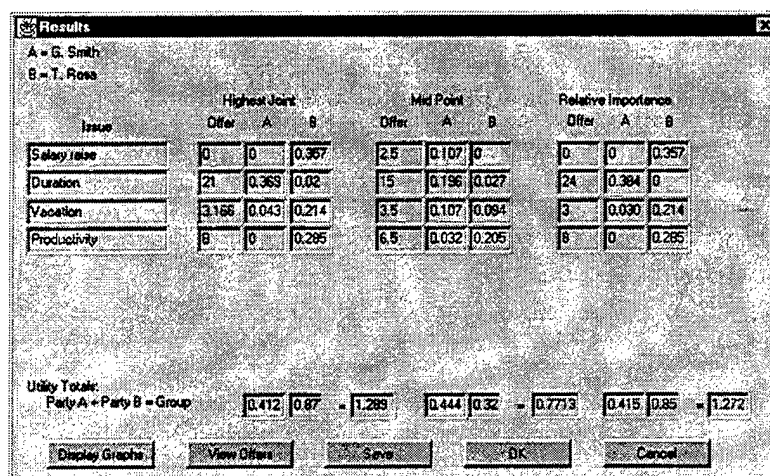 Results
A = G. Smith
B = T. Rosa
Highest Joint Mid Point Relative Importance
Issue Offer A B Offer A B Offer A B
Salary raise 0 0 0.357 2.5 0.107 0 0 0 0.357
Duration 21 0.369 0.02 15 0.196 0.027 24 0.384 0
Vacation 3.166 0.043 0.214 3.5 0.107 0.094 3 0.030 0.214
Productivity 8 0 0.285 6.5 0.032 0.205 8 0 0.285
Utility Totals:
Party A + Party B = Group 0.412 0.87 = 1.289 0.444 0.32 = 0.7713 0.415 0.85 = 1.272
Display Graphs View Offers Save OK Cancel